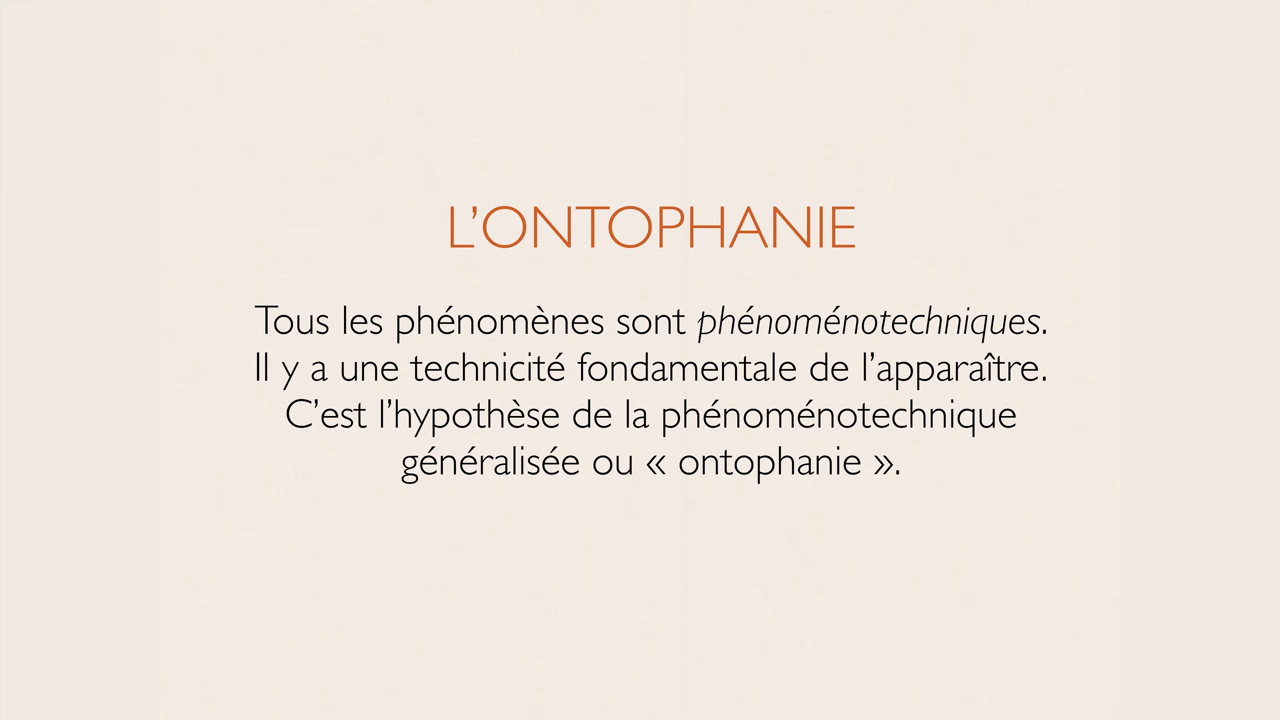 L’ONTOPHANIE
Tous les phénomènes sont phénoménotechniques.
Il y a une technicité fondamentale de l’apparaître.
C’est l’hypothèse de la phénoménotechnique
généralisée ou « ontophanie ».